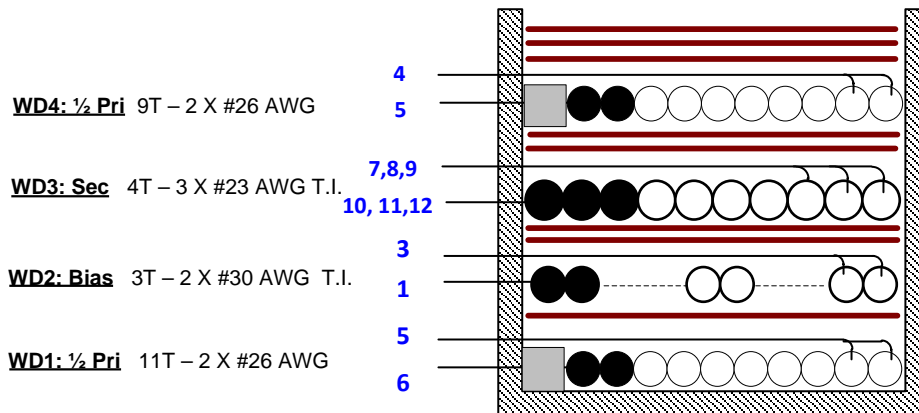 4
WD4: ½ Pri 9T – 2 X #26 AWG
5
7,8,9
WD3: Sec 4T – 3 X #23 AWG T.I.
10, 11,12
3
WD2: Bias 3T – 2 X #30 AWG T.I.
1
5
WD1: ½ Pri 11T – 2 X #26 AWG
6